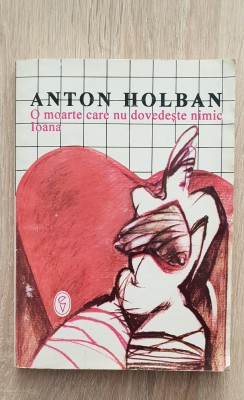 ANTON HOLBAN
O moarte care nu dovedește nimic
Ioana